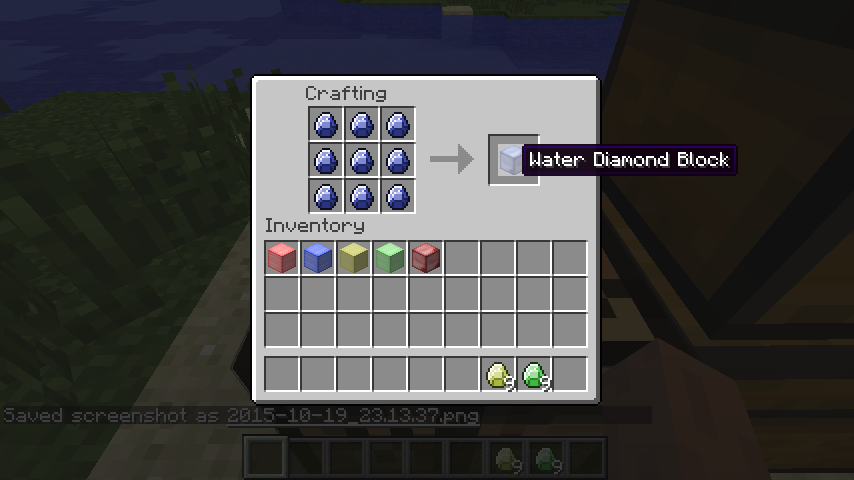 Crafting
Water Diamond Block
Inventory
9 9
Saved screenshot as 2015-10-19_23.13.37.png
9 9